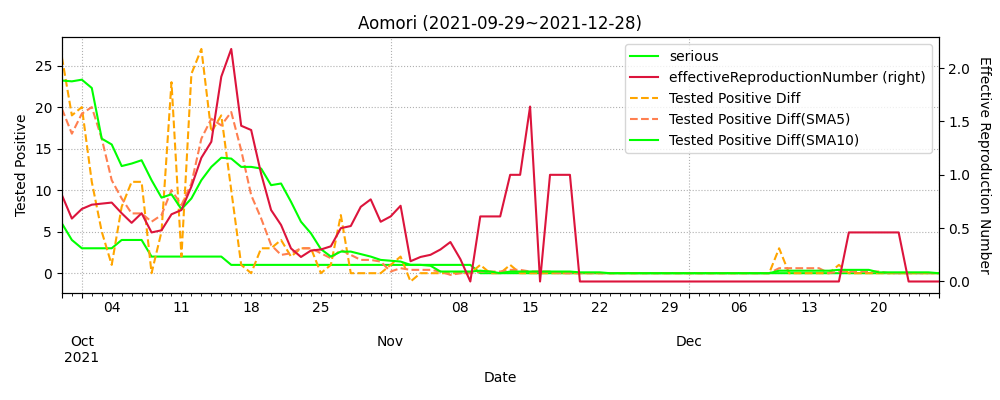 Aomori (2021-09-29~2021-12-28)
serious
effectiveReproductionNumber (right)
Tested Positive Diff
Tested Positive Diff(SMA5)
Tested Positive Diff(SMA10)
Tested Positive
25
20
15
10
5
0
2.0
1.5
1.0
0.5
0.0
Effective Reproduction Number
04
11
18
25
08
15
22
29
06
13
20
Oct
2021
Nov
Dec
Date